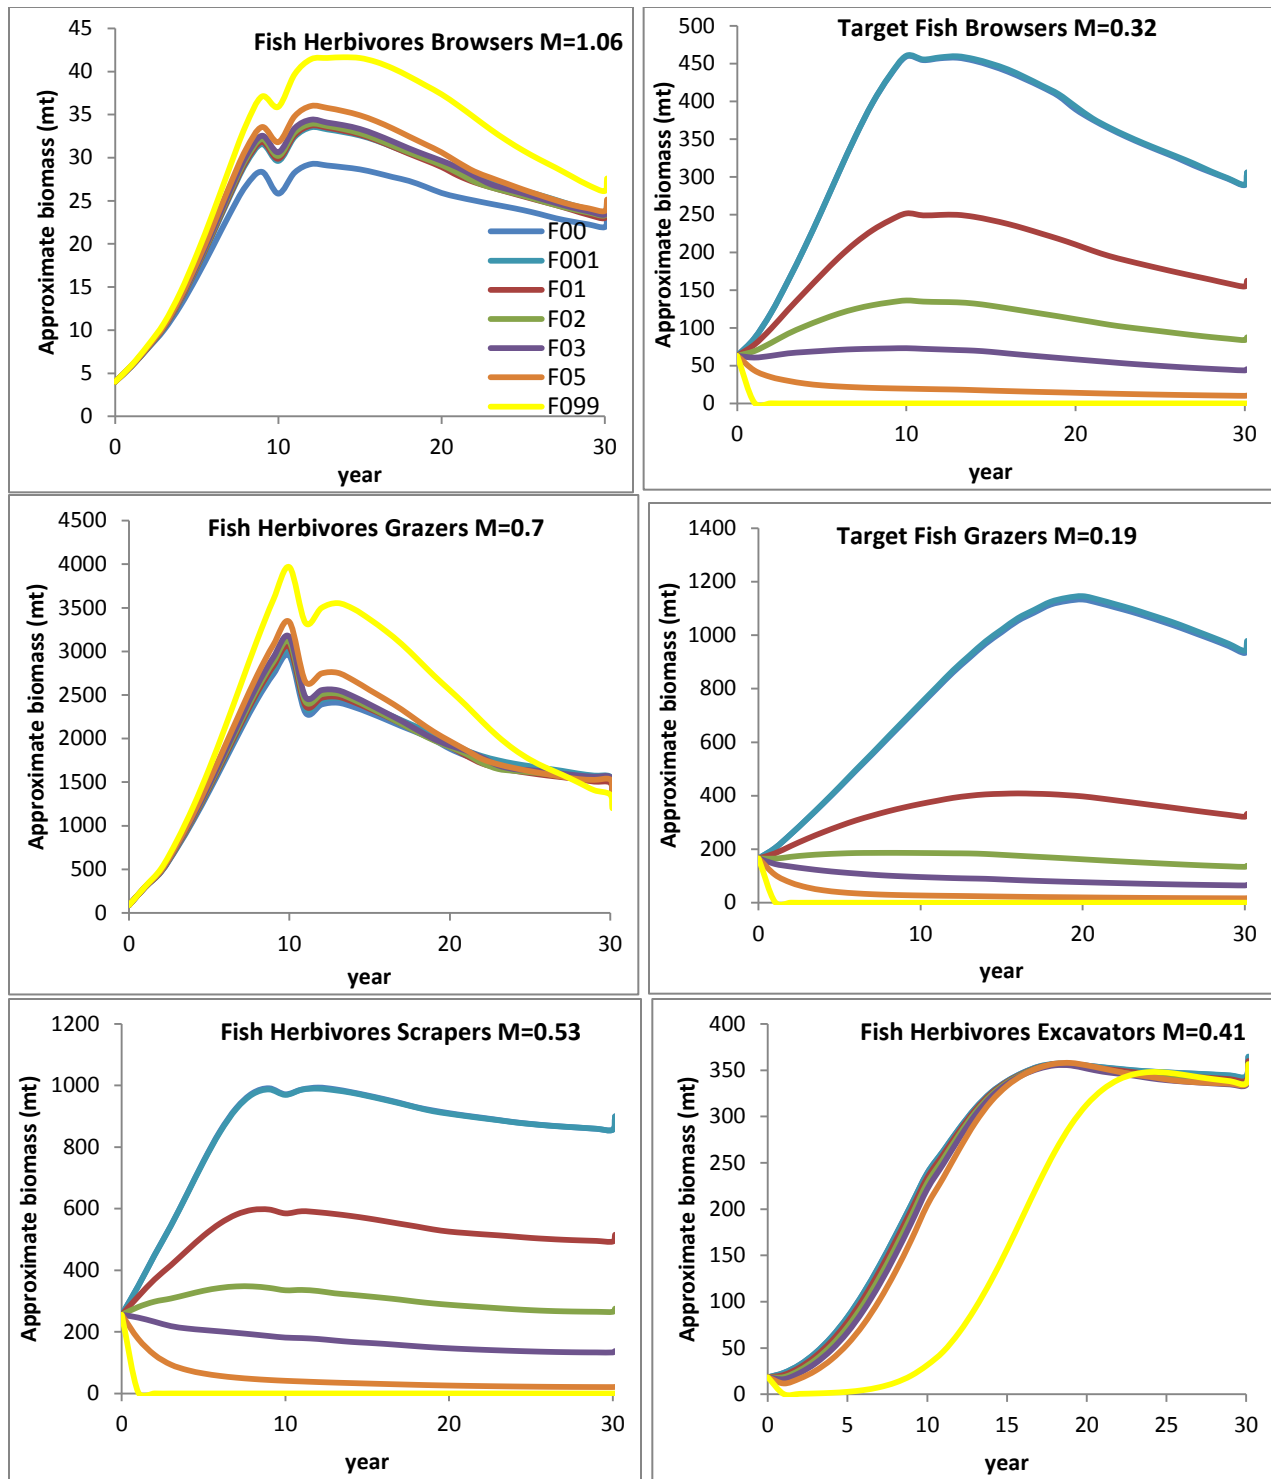 Fish Herbivores Browsers M=1.06
Approximate biomass (mt)
45
40
35
30
25
20
15
10
5
0
0 10 20 30
year
F00
F001
F01
F02
F03
F05
F099
Target Fish Browsers M=0.32
Approximate biomass (mt)
500
450
400
350
300
250
200
150
100
50
0
0 10 20 30
year
Fish Herbivores Grazers M=0.7
Approximate biomass (mt)
4500
4000
3500
3000
2500
2000
1500
1000
500
0
0 10 20 30
year
Target Fish Grazers M=0.19
Approximate biomass (mt)
1400
1200
1000
800
600
400
200
0
0 10 20 30
year
Fish Herbivores Scrapers M=0.53
Approximate biomass (mt)
1200
1000
800
600
400
200
0
0 10 20 30
year
Fish Herbivores Excavators M=0.41
Approximate biomass (mt)
400
350
300
250
200
150
100
50
0
0 5 10 15 20 25 30
year